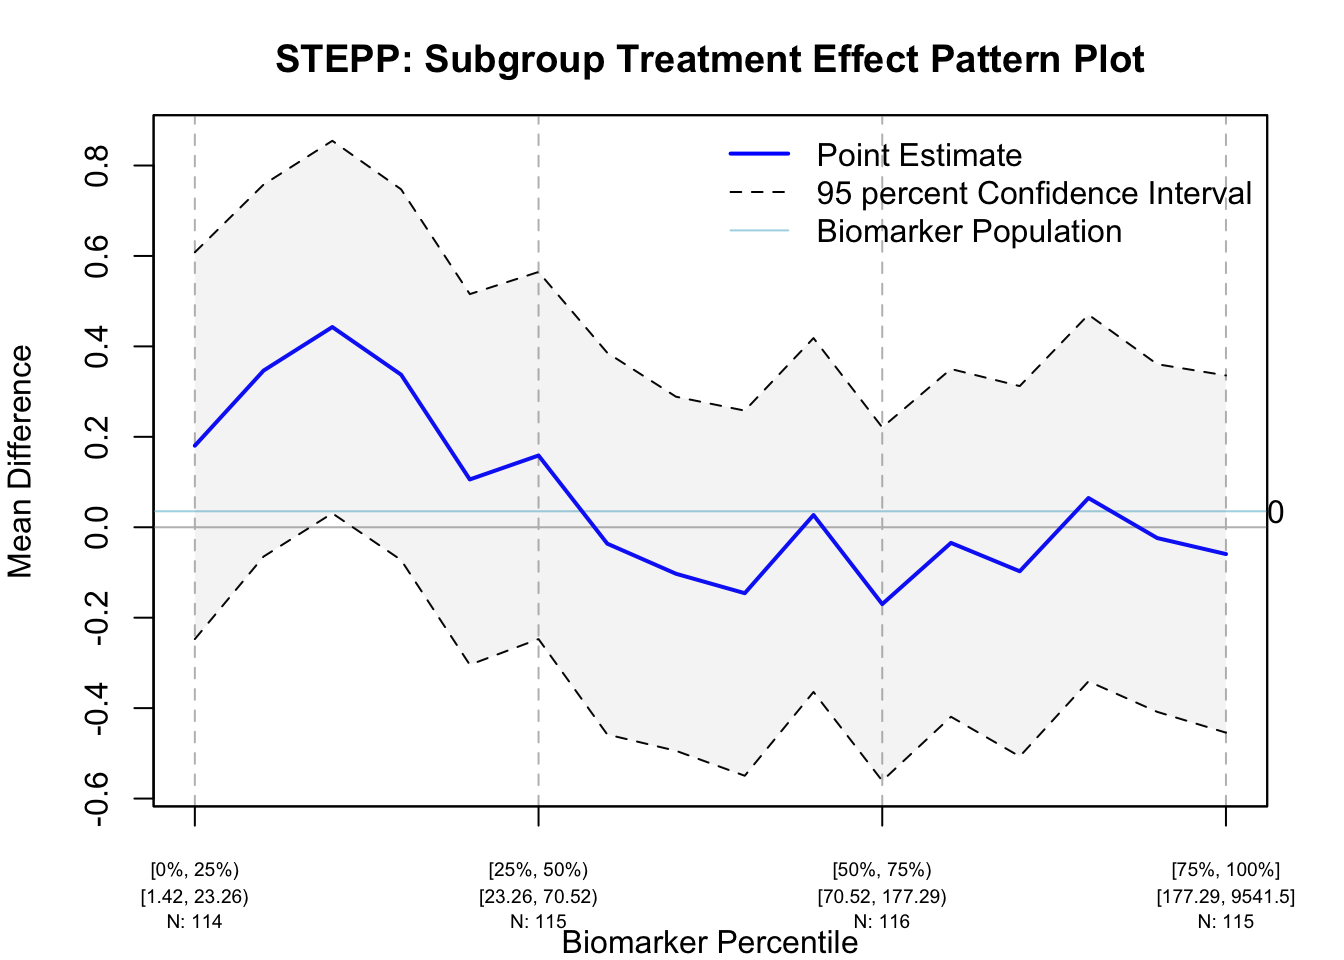 STEPP: Subgroup Treatment Effect Pattern Plot
Point Estimate
95 percent Confidence Interval
Biomarker Population
Mean Difference
0.8
0.6
0.4
0.2
0.0
-0.2
-0.4
-0.6
0
[0%, 25%)
[1.42, 23.26)
N: 114
[25%, 50%)
[23.26, 70.52)
N: 115
[50%, 75%)
[70.52, 177.29)
N: 116
[75%, 100%]
[177.29, 9541.5]
N: 115
Biomarker Percentile